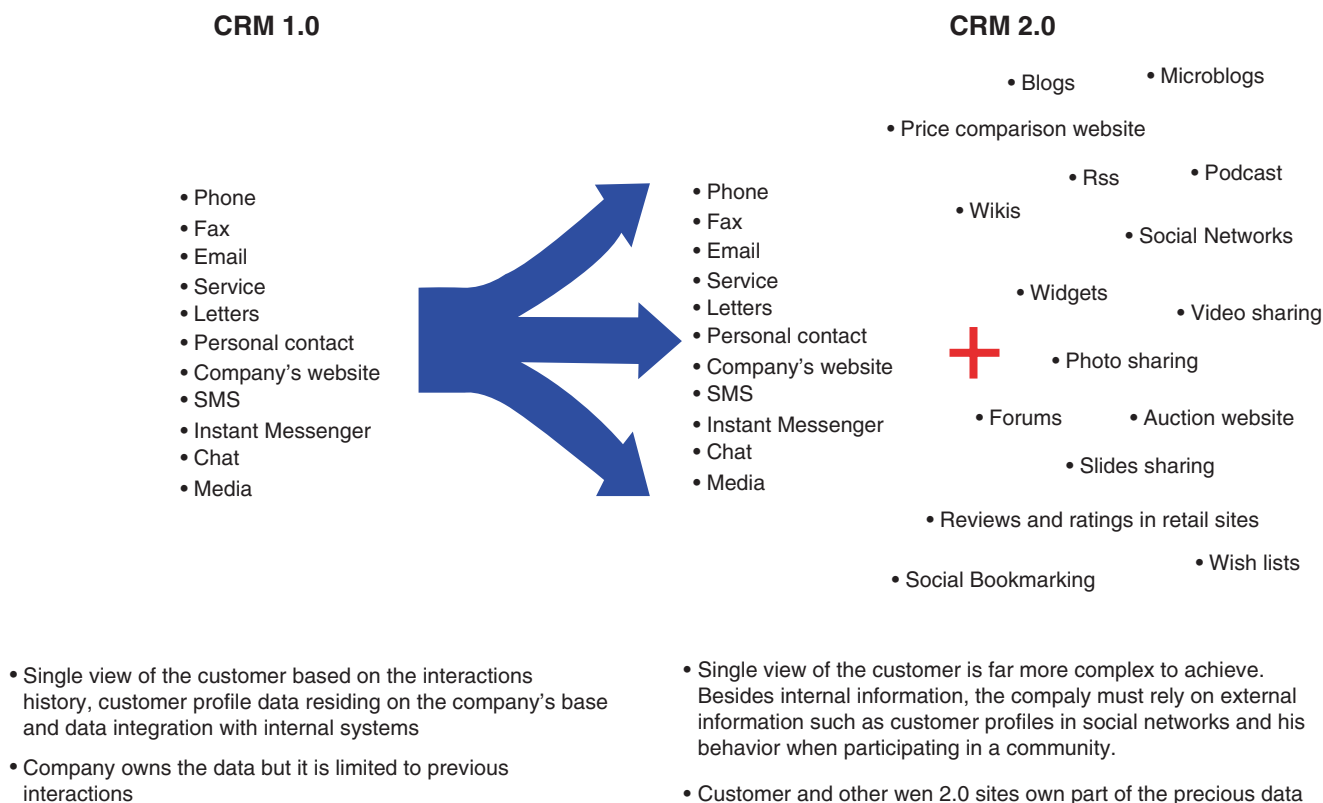 CRM 1.0
• Phone
• Fax
• Email
• Service
• Letters
• Personal contact
• Company’s website
• SMS
• Instant Messenger
• Chat
• Media
• Single view of the customer based on the interactions
history, customer profile data residing on the company’s base
and data integration with internal systems
• Company owns the data but it is limited to previous
interactions
CRM 2.0
• Phone
• Fax
• Email
• Service
• Letters
• Personal contact
• Company’s website
• SMS
• Instant Messenger
• Chat
• Media
+
• Blogs
• Microblogs
• Price comparison website
• Rss
• Podcast
• Wikis
• Social Networks
• Widgets
• Video sharing
• Photo sharing
• Forums
• Auction website
• Slides sharing
• Reviews and ratings in retail sites
• Wish lists
• Social Bookmarking
• Single view of the customer is far more complex to achieve.
Besides internal information, the compaly must rely on external
information such as customer profiles in social networks and his
behavior when participating in a community.
• Customer and other wen 2.0 sites own part of the precious data